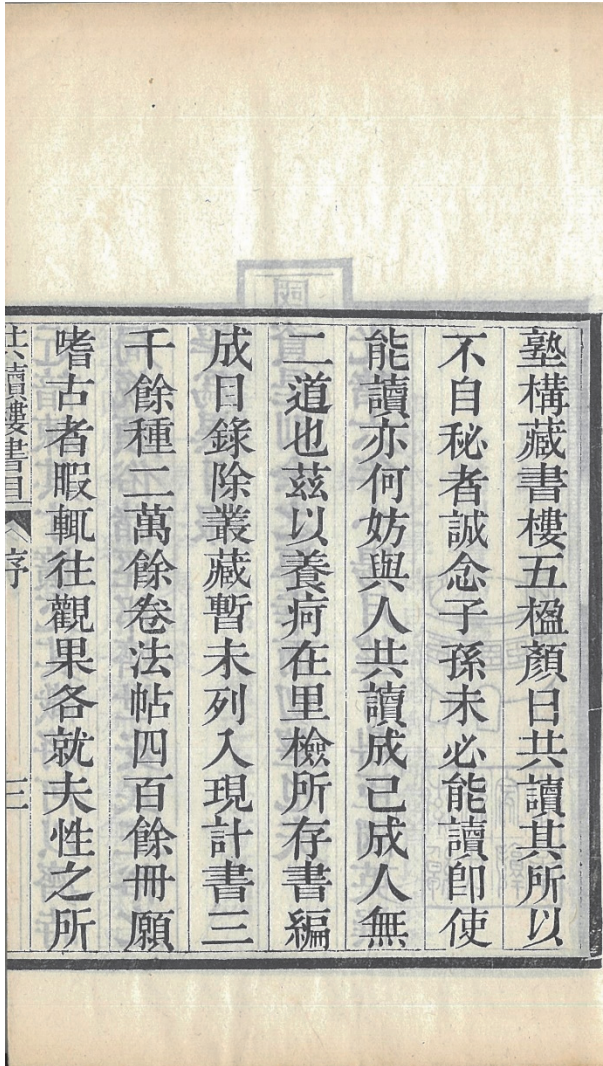 塾構藏書樓五楹顏曰共讀其所以
不自秘者誠念子孫未必能讀卽使
能讀亦何妨與人共讀成己成人無
二道也茲以養疴在里檢所存書編
成目錄除叢藏暫未列入現計書三
千餘種二萬餘卷法帖四百餘冊願
嗜古者暇輒往觀果各就夫性之所
共讀樓書目 序 三